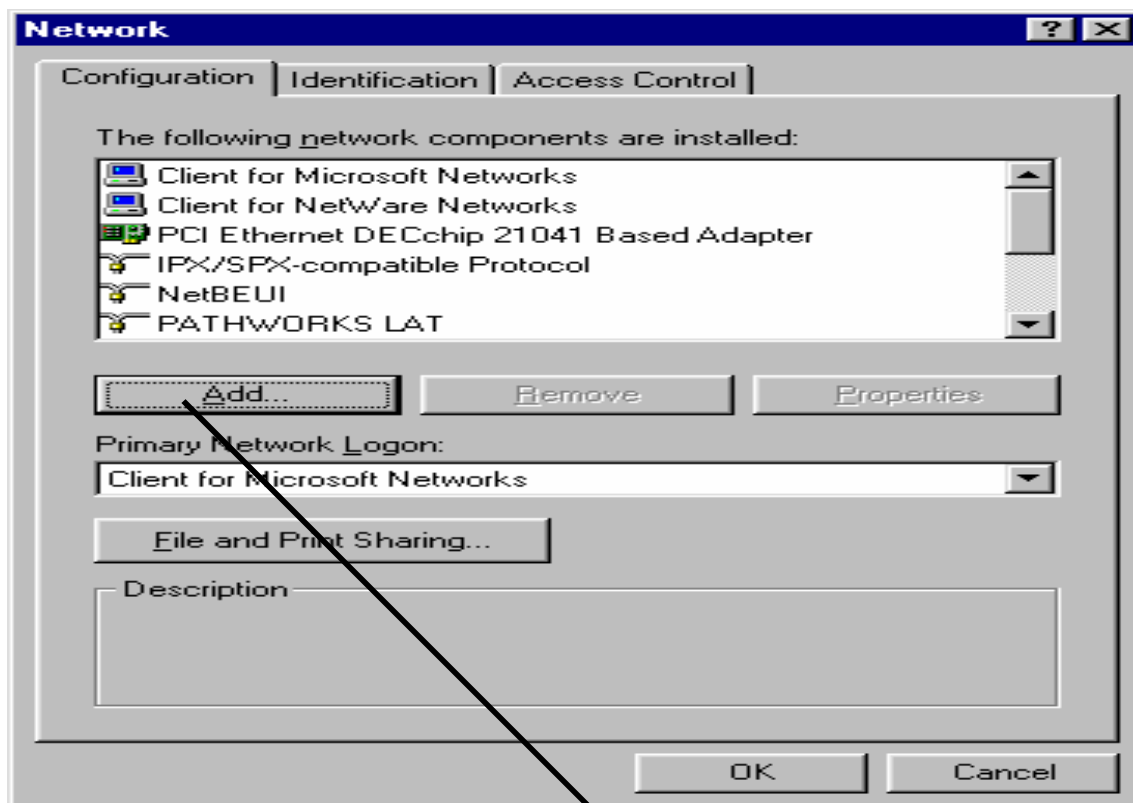 Network
Configuration Identification Access Control
The following network components are installed:
Client for Microsoft Networks
Client for NetWare Networks
PCI Ethernet DECchip 21041 Based Adapter
IPX/SPX-compatible Protocol
NetBEUI
PATHWORKS LAT
Add... Remove Properties
Primary Network Logon:
Client for Microsoft Networks
File and Print Sharing...
Description
OK Cancel